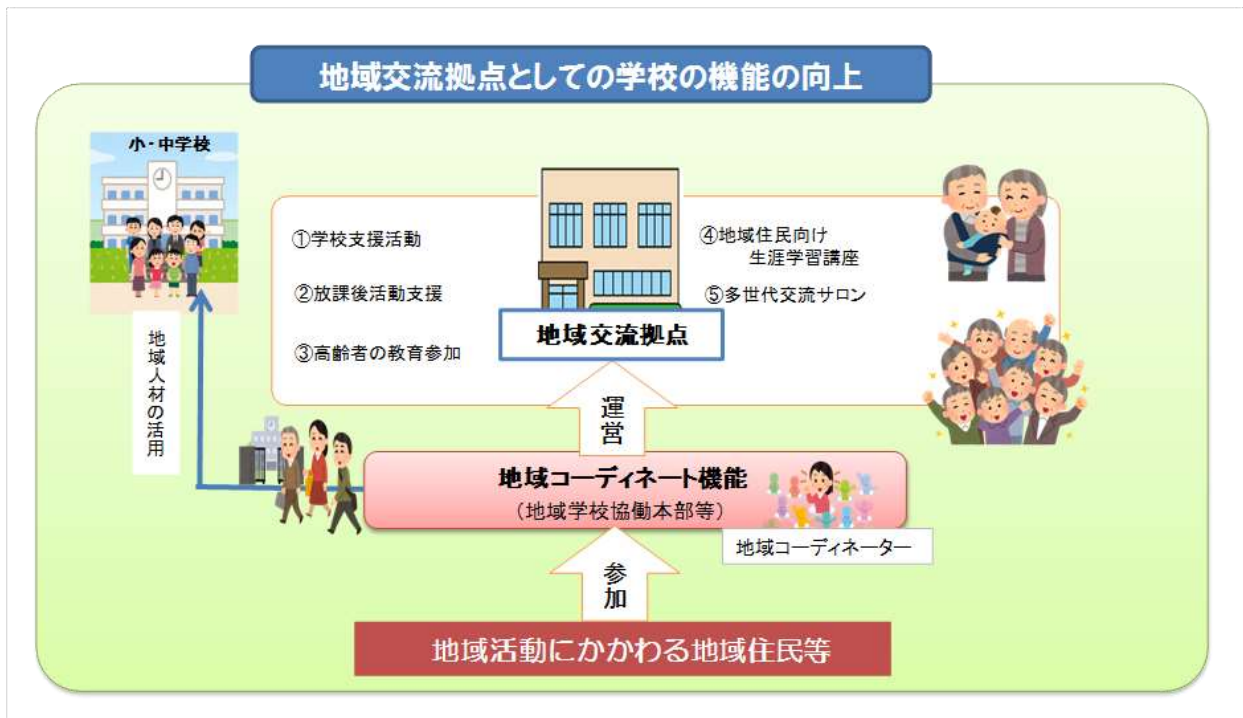 地域交流拠点としての学校の機能の向上
小・中学校
①学校支援活動
②放課後活動支援
③高齢者の教育参加
④地域住民向け
生涯学習講座
⑤多世代交流サロン
地域交流拠点
地域人材の活用
運営
地域コーディネート機能
（地域学校協働本部等）
地域コーディネーター
参加
地域活動にかかわる地域住民等